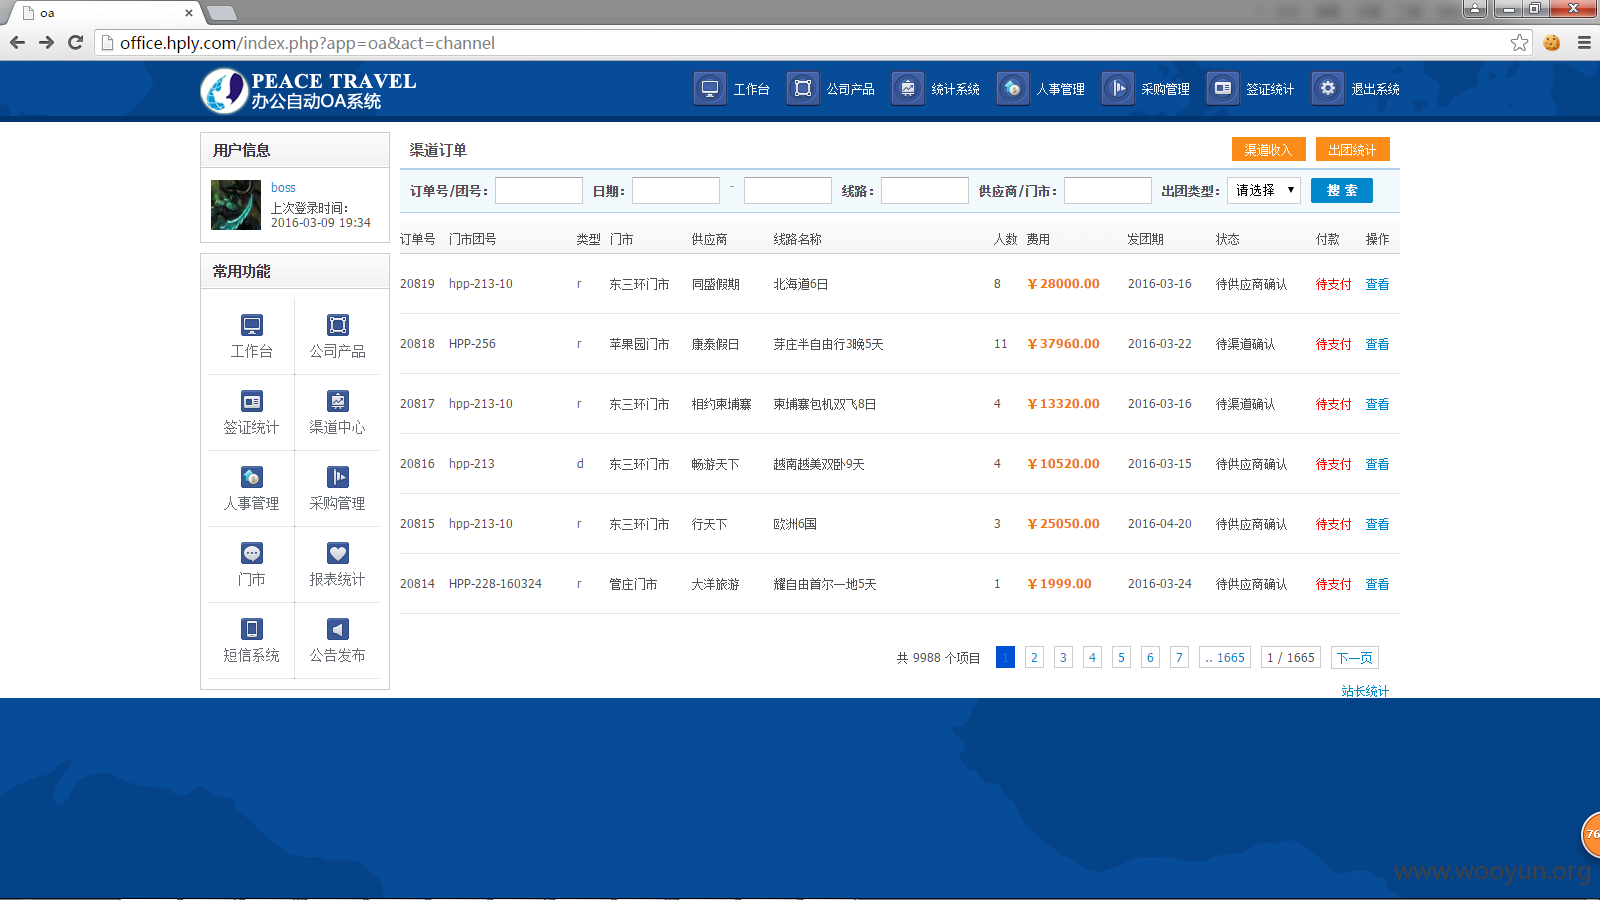 oa
office.hply.com/index.php?app=oa&act=channel
PEACE TRAVEL
办公自动OA系统
工作台 公司产品 统计系统 人事管理 采购管理 签证统计 退出系统
用户信息
boss
上次登录时间：
2016-03-09 19:34
常用功能
工作台 公司产品
签证统计 渠道中心
人事管理 采购管理
门市 报表统计
短信系统 公告发布
渠道订单 渠道收入 出团统计
订单号/团号： 日期： - 线路： 供应商/门市： 出团类型： 请选择 搜 索
订单号 门市团号 类型 门市 供应商 线路名称 人数 费用 发团期 状态 付款 操作
20819 hpp-213-10 r 东三环门市 同盛假期 北海道6日 8 ￥28000.00 2016-03-16 待供应商确认 待支付 查看
20818 HPP-256 r 苹果园门市 康泰假日 芽庄半自由行3晚5天 11 ￥37960.00 2016-03-22 待渠道确认 待支付 查看
20817 hpp-213-10 r 东三环门市 相约柬埔寨 柬埔寨包机双飞8日 4 ￥13320.00 2016-03-16 待渠道确认 待支付 查看
20816 hpp-213 d 东三环门市 畅游天下 越南越美双卧9天 4 ￥10520.00 2016-03-15 待供应商确认 待支付 查看
20815 hpp-213-10 r 东三环门市 行天下 欧洲6国 3 ￥25050.00 2016-04-20 待供应商确认 待支付 查看
20814 HPP-228-160324 r 管庄门市 大洋旅游 耀自由首尔一地5天 1 ￥1999.00 2016-03-24 待供应商确认 待支付 查看
共 9988 个项目 1 2 3 4 5 6 7 .. 1665 1 / 1665 下一页
站长统计
76
www.wooyun.org